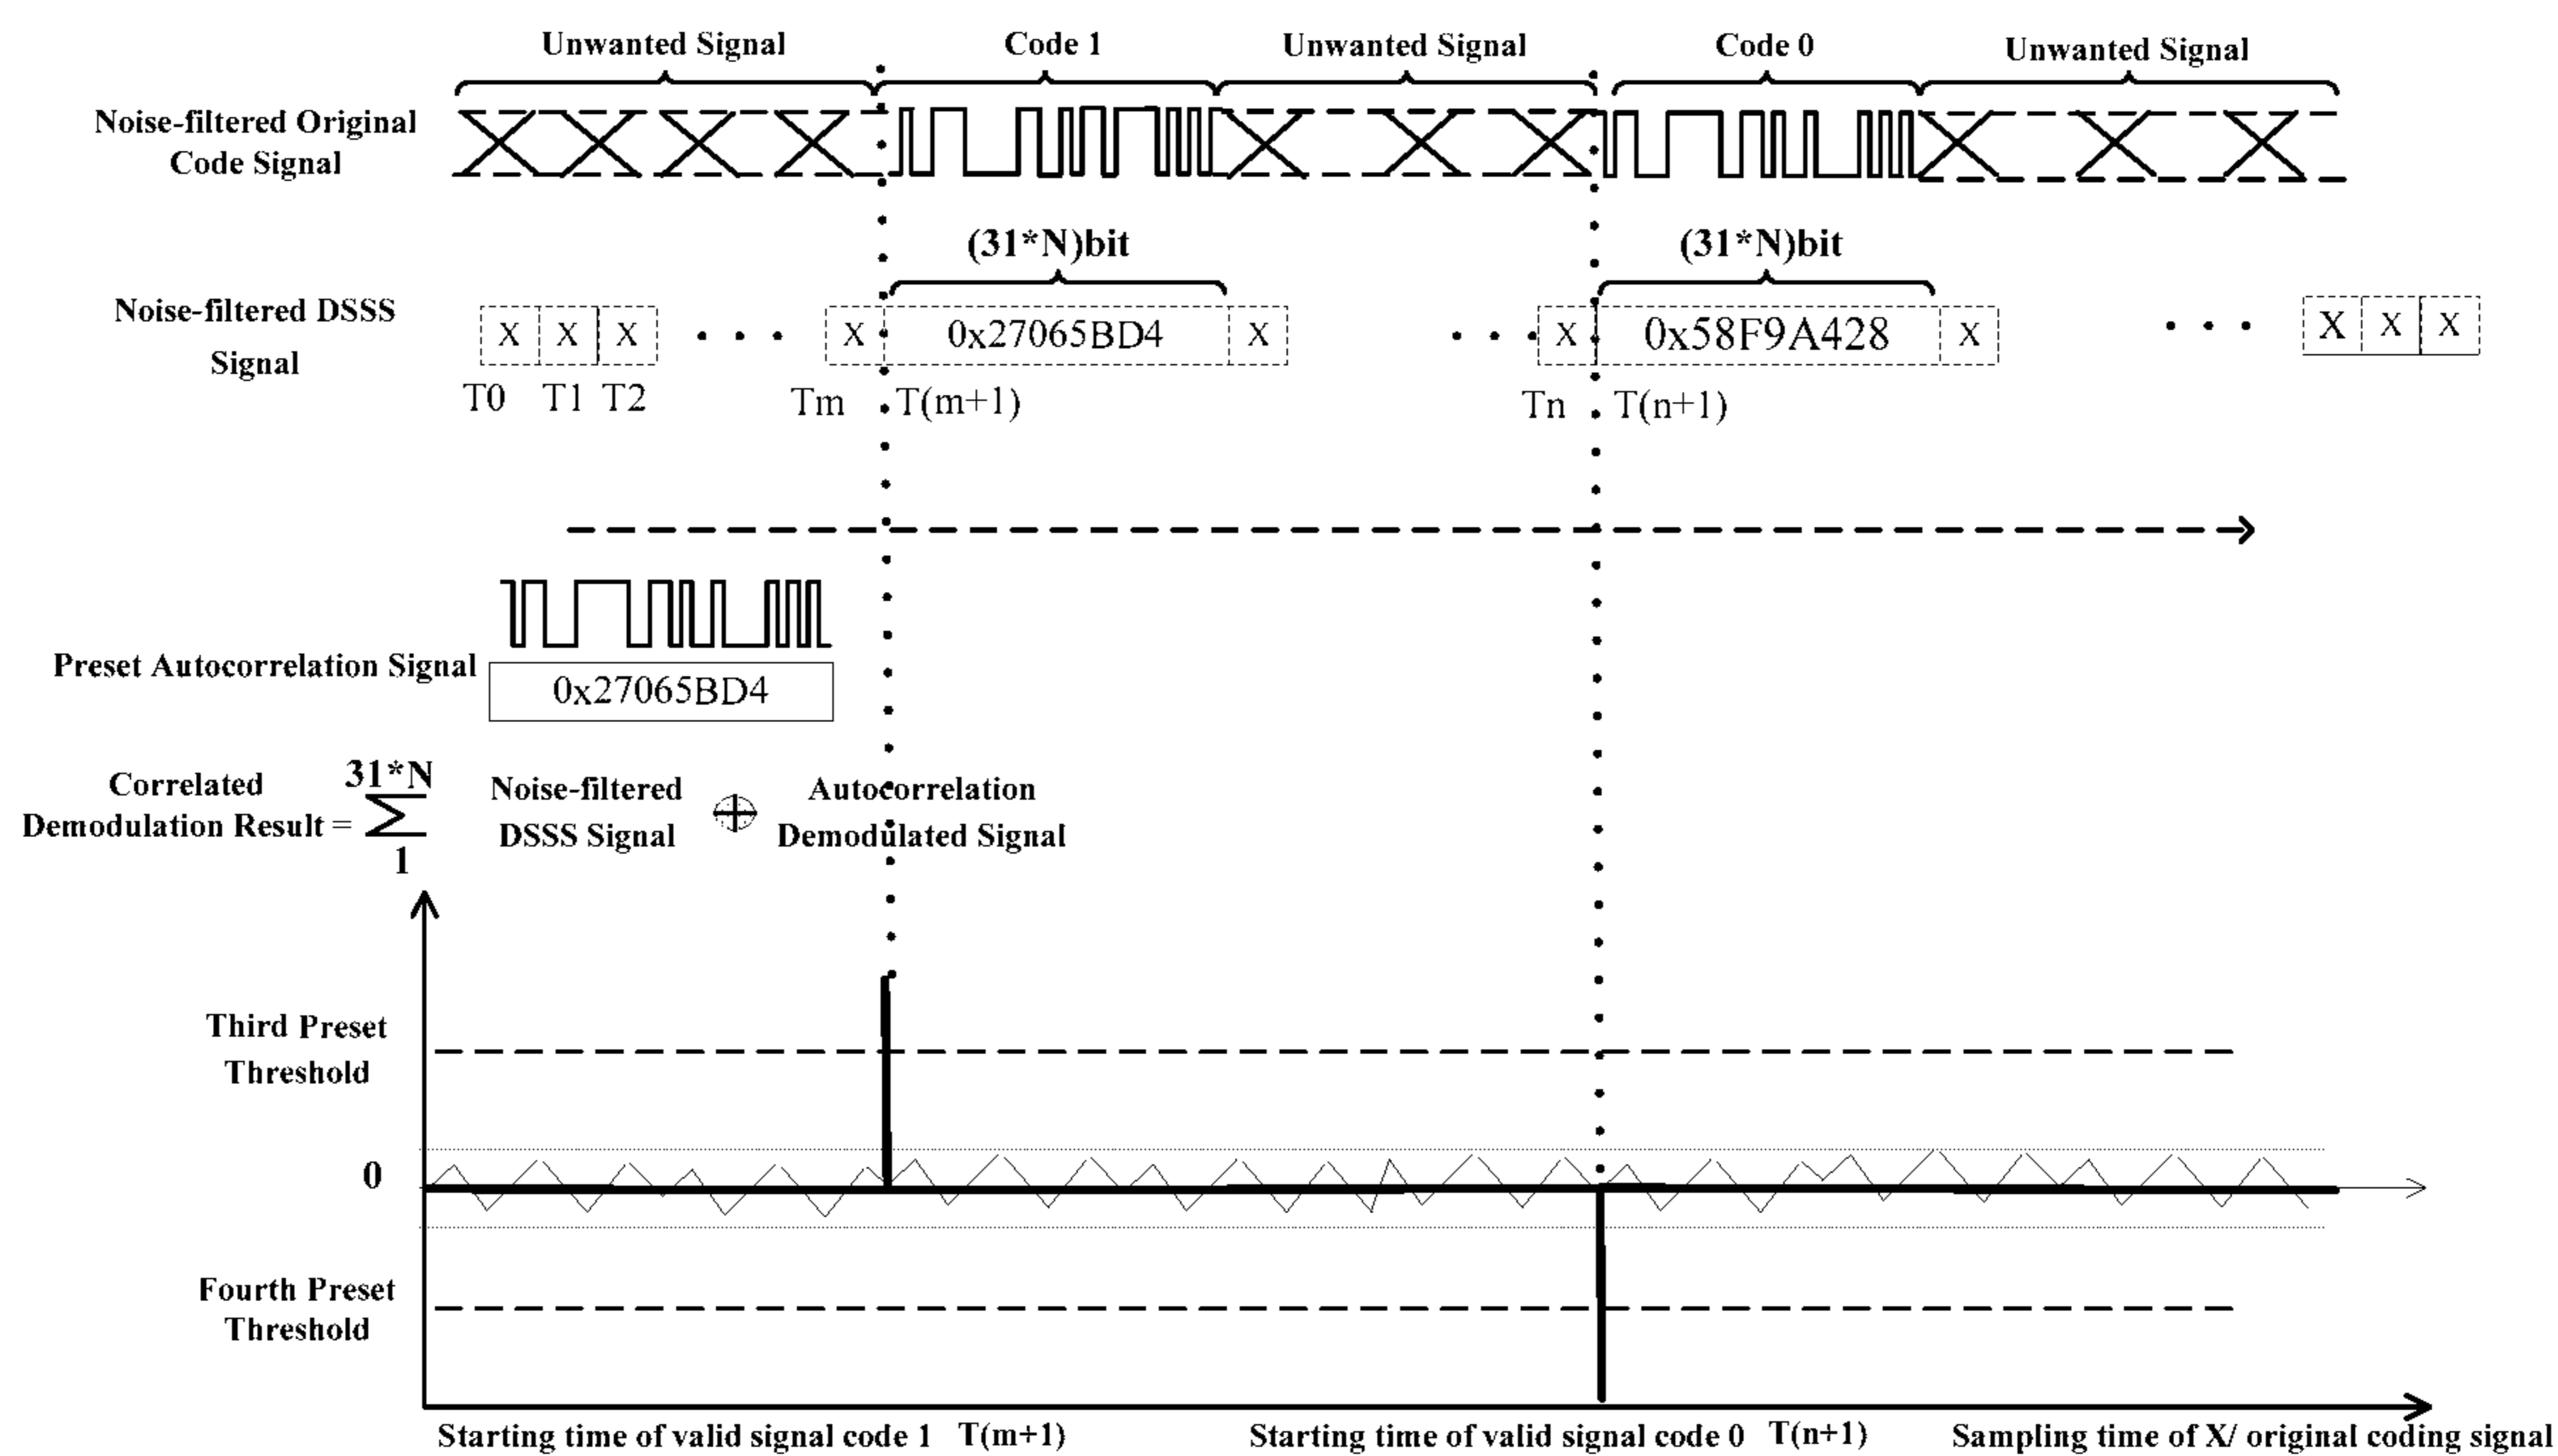 Unwanted Signal Code 1 Unwanted Signal Code 0 Unwanted Signal
Noise-filtered Original
Code Signal
(31*N)bit (31*N)bit
Noise-filtered DSSS
Signal
X X X X 0x27065BD4 X X 0x58F9A428 X X X X
T0 T1 T2 Tm T(m+1) Tn T(n+1)
Preset Autocorrelation Signal
0x27065BD4
Correlated
Demodulation Result =
31*N
∑
1
Noise-filtered
DSSS Signal
⊕
Autocorrelation
Demodulated Signal
Third Preset
Threshold
0
Fourth Preset
Threshold
Starting time of valid signal code 1 T(m+1) Starting time of valid signal code 0 T(n+1) Sampling time of X/ original coding signal